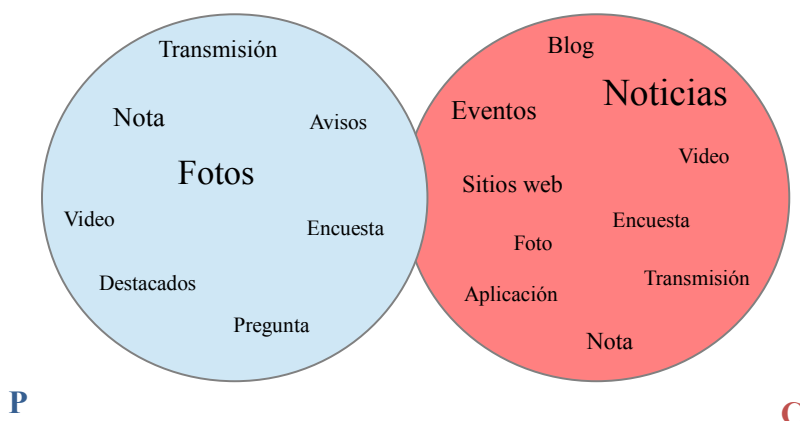 Transmisión
Nota
Avisos
Fotos
Video
Encuesta
Destacados
Pregunta
Blog
Noticias
Eventos
Video
Sitios web
Encuesta
Foto
Transmisión
Aplicación
Nota
P